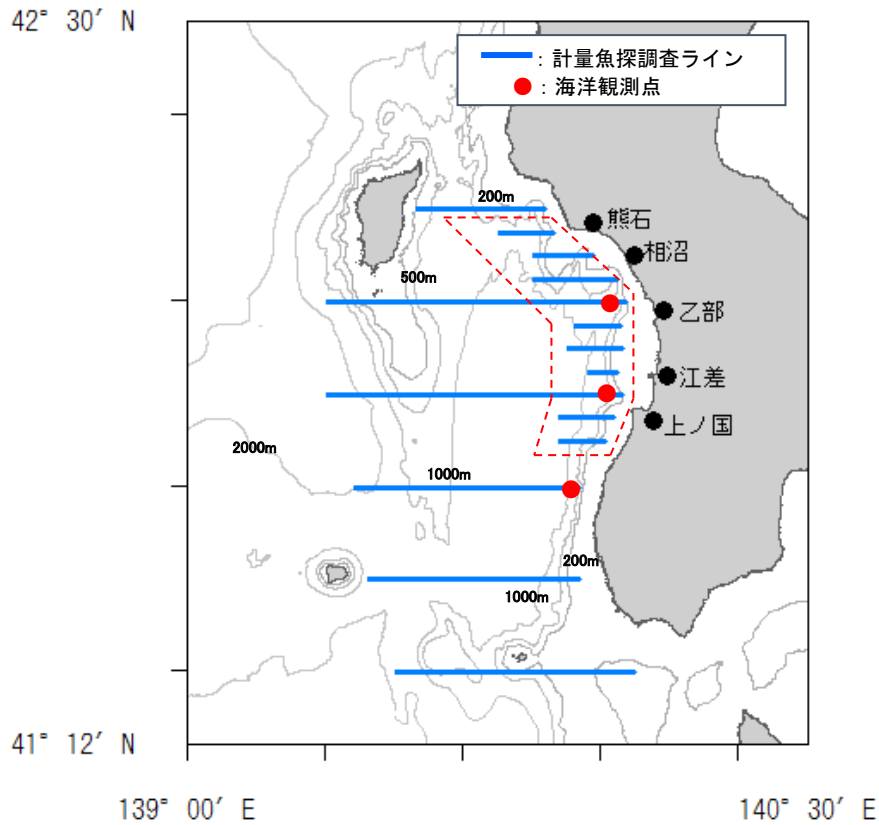 42° 30′ N
: 計量魚探調査ライン
: 海洋観測点
200m
熊石
相沼
500m
乙部
江差
上ノ国
2000m
1000m
200m
1000m
41° 12′ N
139° 00′ E
140° 30′ E